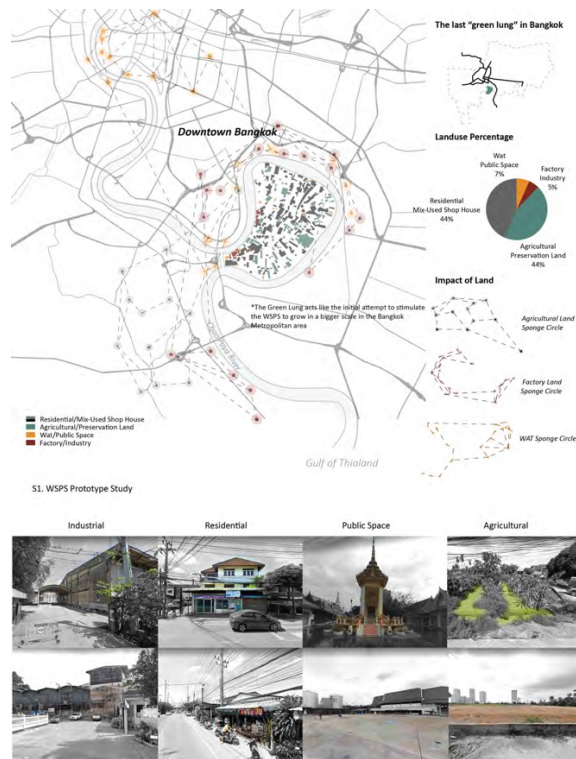 The last "green lung" in Bangkok
Downtown Bangkok
Landuse Percentage
Wat
Public Space
7%
Factory
Industry
5%
Residential
Mix-Used Shop House
44%
Agricultural
Preservation Land
44%
Impact of Land
*The Green Lung acts like the initial attempt to stimulate
the WSPS to grow in a bigger scale in the Bangkok
Metropolitan area
Agricultural Land
Sponge Circle
Factory Land
Sponge Circle
WAT Sponge Circle
Residential/Mix-Used Shop House
Agricultural/Preservation Land
Wat/Public Space
Factory/Industry
Gulf of Thialand
S1. WSPS Prototype Study
Industrial
Residential
Public Space
Agricultural